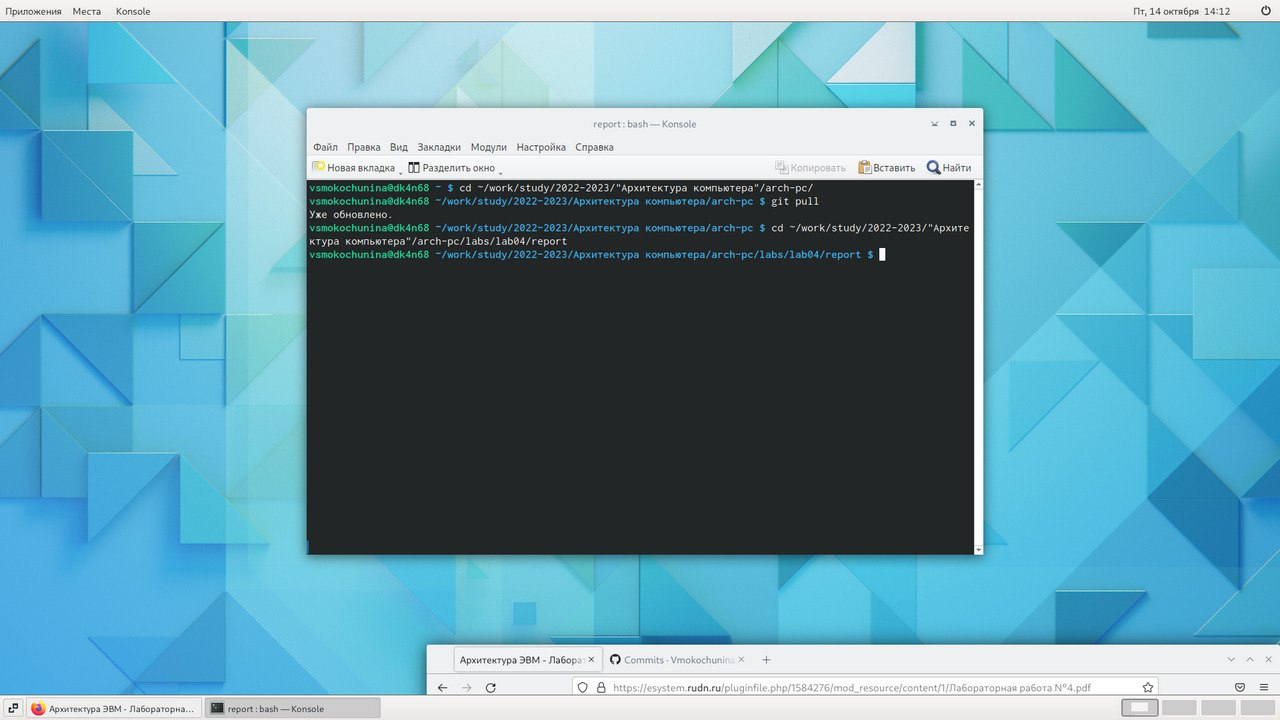 Приложения Места Konsole Пт, 14 октября 14:12
report : bash — Konsole
Файл Правка Вид Закладки Модули Настройка Справка
Новая вкладка Разделить окно Копировать Вставить Найти
vsmokochunina@dk4n68 ~ $ cd ~/work/study/2022-2023/"Архитектура компьютера"/arch-pc/
vsmokochunina@dk4n68 ~/work/study/2022-2023/Архитектура компьютера/arch-pc $ git pull
Уже обновлено.
vsmokochunina@dk4n68 ~/work/study/2022-2023/Архитектура компьютера/arch-pc $ cd ~/work/study/2022-2023/"Архите
ктура компьютера"/arch-pc/labs/lab04/report
vsmokochunina@dk4n68 ~/work/study/2022-2023/Архитектура компьютера/arch-pc/labs/lab04/report $
Архитектура ЭВМ - Лаборат Commits · Vmokochunina
https://esystem.rudn.ru/pluginfile.php/1584276/mod_resource/content/1/Лабораторная работа №4.pdf
Архитектура ЭВМ - Лабораторна... report : bash — Konsole